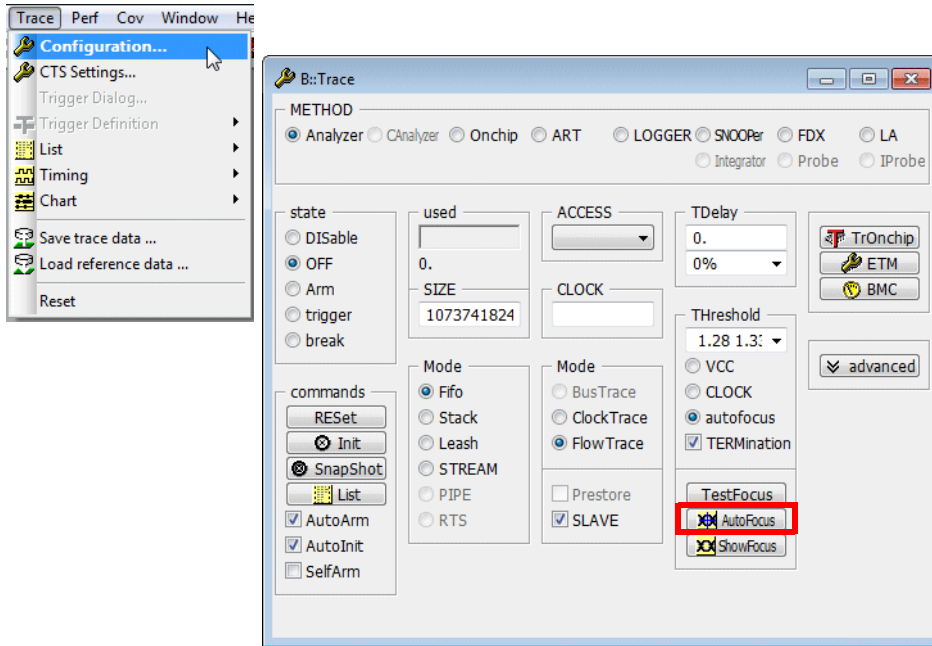 Trace Perf Cov Window He
Configuration...
CTS Settings...
Trigger Dialog...
Trigger Definition
List
Timing
Chart
Save trace data ...
Load reference data ...
Reset
B::Trace
METHOD
Analyzer CAnalyzer Onchip ART LOGGER SNOOPer FDX LA
Integrator Probe IProbe
state
DISable
OFF
Arm
trigger
break
commands
RESet
Init
SnapShot
List
AutoArm
AutoInit
SelfArm
used
0.
SIZE
1073741824
Mode
Fifo
Stack
Leash
STREAM
PIPE
RTS
ACCESS
CLOCK
Mode
BusTrace
ClockTrace
FlowTrace
Prestore
SLAVE
TDelay
0.
0%
THreshold
1.28 1.3
VCC
CLOCK
autofocus
TERMination
TestFocus
AutoFocus
ShowFocus
TrOnchip
ETM
BMC
advanced